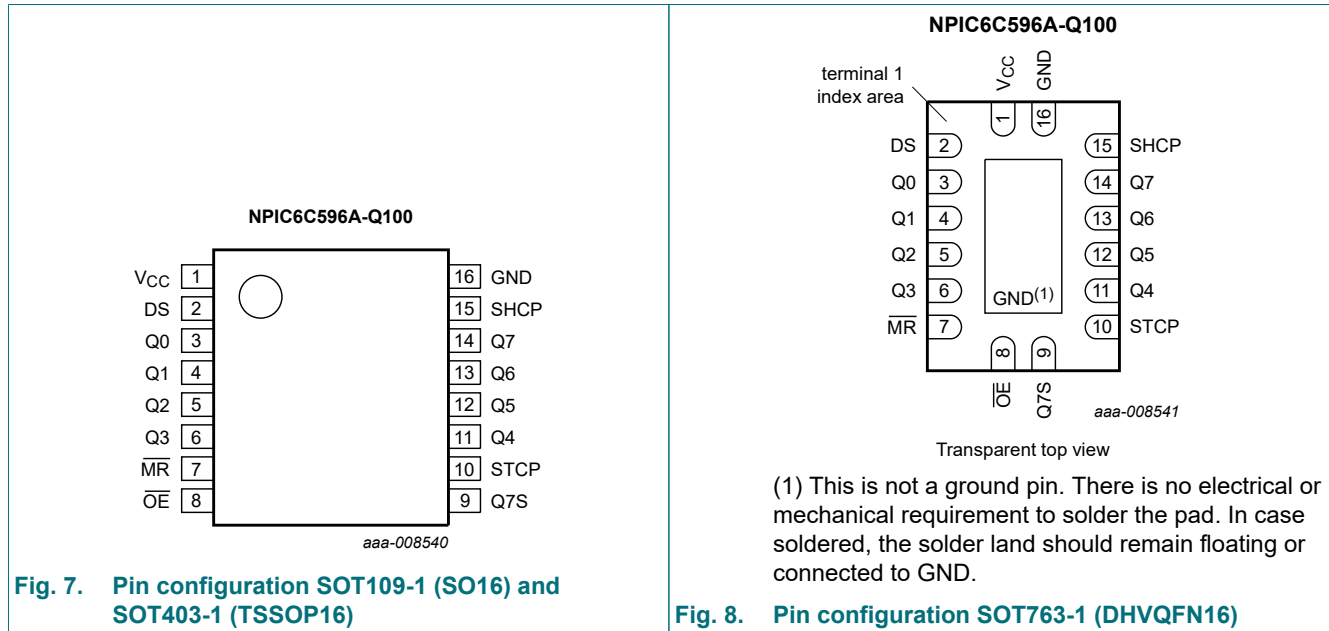 NPIC6C596A-Q100
VCC 1
DS 2
Q0 3
Q1 4
Q2 5
Q3 6
MR 7
OE 8
16 GND
15 SHCP
14 Q7
13 Q6
12 Q5
11 Q4
10 STCP
9 Q7S
aaa-008540
Fig. 7. Pin configuration SOT109-1 (SO16) and
SOT403-1 (TSSOP16)
NPIC6C596A-Q100
terminal 1
index area
VCC
GND
1
16
DS 2
Q0 3
Q1 4
Q2 5
Q3 6
MR 7
15 SHCP
14 Q7
13 Q6
12 Q5
11 Q4
10 STCP
GND(1)
8
9
OE
Q7S
aaa-008541
Transparent top view
(1) This is not a ground pin. There is no electrical or
mechanical requirement to solder the pad. In case
soldered, the solder land should remain floating or
connected to GND.
Fig. 8. Pin configuration SOT763-1 (DHVQFN16)